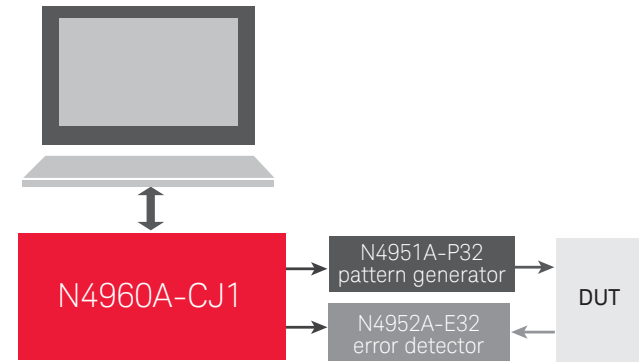 N4960A-CJ1
N4951A-P32
pattern generator
N4952A-E32
error detector
DUT